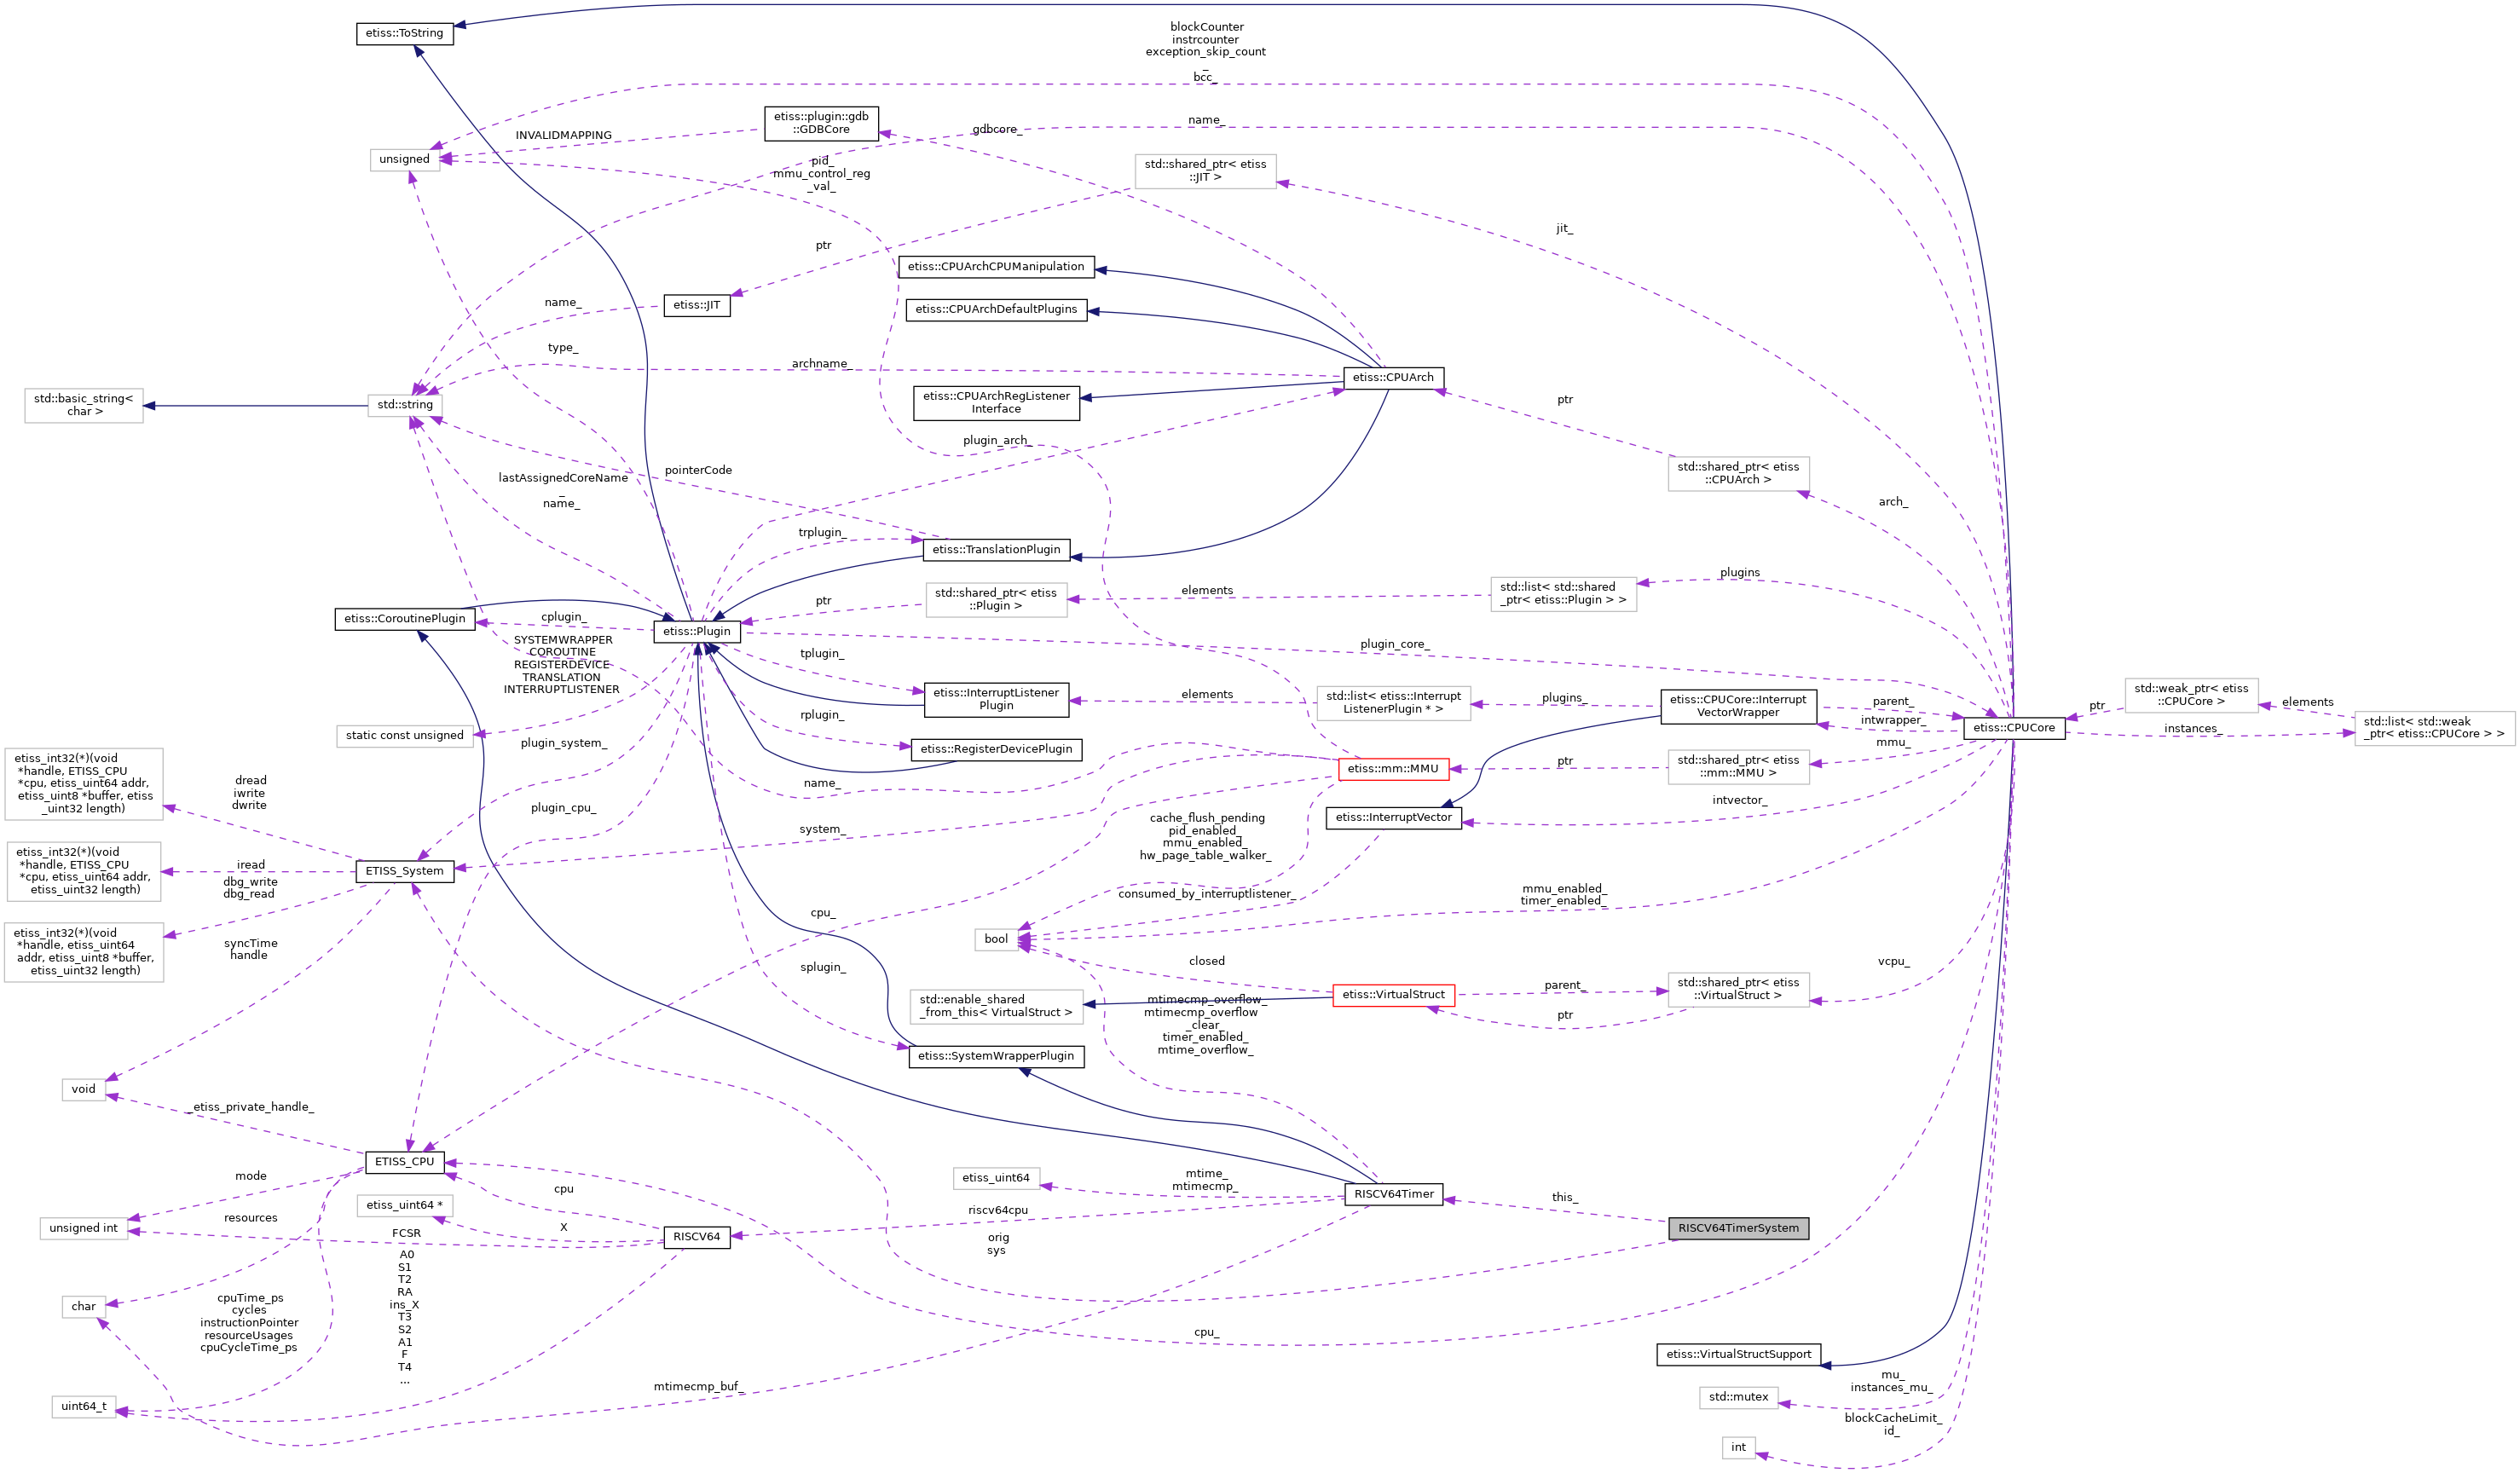 etiss::ToString
blockCounter
instrcounter
exception_skip_count
_
bcc_
etiss::plugin::gdb
::GDBCore
INVALIDMAPPING
gdbcore_
name_
unsigned
pid_
mmu_control_reg
_val_
std::shared_ptr< etiss
::JIT >
jit_
ptr
etiss::CPUArchCPUManipulation
etiss::JIT
name_
etiss::CPUArchDefaultPlugins
type_
archname_
etiss::CPUArch
std::basic_string<
char >
std::string
etiss::CPUArchRegListener
Interface
ptr
plugin_arch_
pointerCode
std::shared_ptr< etiss
::CPUArch >
lastAssignedCoreName
_
name_
arch_
trplugin_
etiss::TranslationPlugin
plugins
std::list< std::shared
_ptr< etiss::Plugin > >
elements
std::shared_ptr< etiss
::Plugin >
ptr
etiss::CoroutinePlugin
cplugin_
etiss::Plugin
plugin_core_
SYSTEMWRAPPER
COROUTINE
REGISTERDEVICE
TRANSLATION
INTERRUPTLISTENER
tplugin_
etiss::InterruptListener
Plugin
elements
std::list< etiss::Interrupt
ListenerPlugin * >
plugins_
etiss::CPUCore::Interrupt
VectorWrapper
parent_
intwrapper_
etiss::CPUCore
ptr
std::weak_ptr< etiss
::CPUCore >
elements
instances_
std::list< std::weak
_ptr< etiss::CPUCore > >
static const unsigned
rplugin_
etiss::RegisterDevicePlugin
plugin_system_
mmu_
etiss::mm::MMU
ptr
std::shared_ptr< etiss
::mm::MMU >
etiss_int32(*)(void
*handle, ETISS_CPU
*cpu, etiss_uint64 addr,
etiss_uint8 *buffer, etiss
_uint32 length)
dread
iwrite
dwrite
name_
plugin_cpu_
intvector_
etiss::InterruptVector
system_
cache_flush_pending
pid_enabled_
mmu_enabled_
hw_page_table_walker_
etiss_int32(*)(void
*handle, ETISS_CPU
*cpu, etiss_uint64 addr,
etiss_uint32 length)
iread
dbg_write
dbg_read
ETISS_System
consumed_by_interruptlistener_
mmu_enabled_
timer_enabled_
cpu_
etiss_int32(*)(void
*handle, etiss_uint64
addr, etiss_uint8 *buffer,
etiss_uint32 length)
syncTime
handle
bool
splugin_
closed
vcpu_
std::enable_shared
_from_this< VirtualStruct >
etiss::VirtualStruct
parent_
ptr
std::shared_ptr< etiss
::VirtualStruct >
mtimecmp_overflow_
mtimecmp_overflow
_clear_
timer_enabled_
mtime_overflow_
etiss::SystemWrapperPlugin
void
_etiss_private_handle_
ETISS_CPU
mode
cpu
etiss_uint64
mtime_
mtimecmp_
RISCV64Timer
this_
etiss_uint64 *
X
resources
unsigned int
FCSR
RISCV64
riscv64cpu
RISCV64TimerSystem
orig
sys
A0
S1
T2
RA
ins_X
T3
S2
A1
F
T4
...
char
cpuTime_ps
cycles
instructionPointer
resourceUsages
cpuCycleTime_ps
cpu_
etiss::VirtualStructSupport
mtimecmp_buf_
mu_
instances_mu_
std::mutex
uint64_t
blockCacheLimit_
id_
int